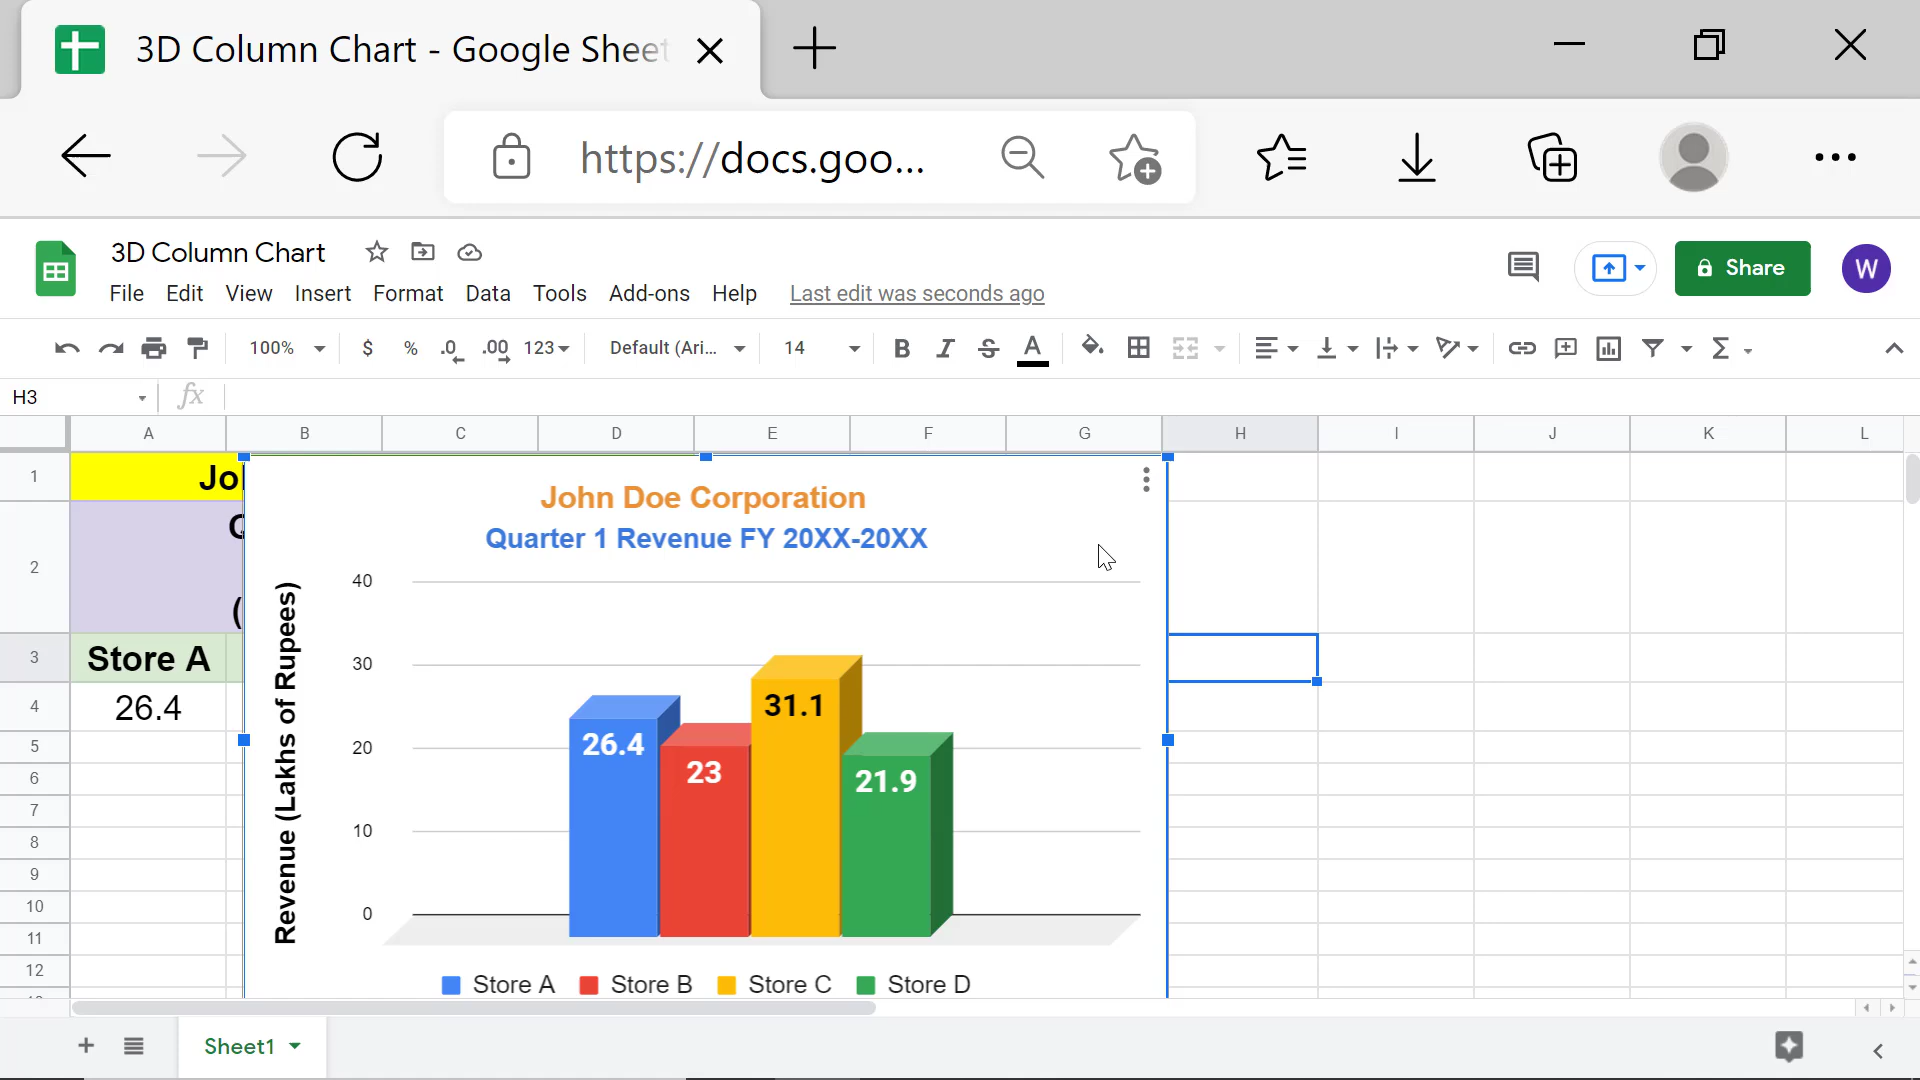 3D Column Chart - Google Sheet
https://docs.goo...
3D Column Chart
File Edit View Insert Format Data Tools Add-ons Help Last edit was seconds ago
Share
W
100% $ % .0 .00 123 Default (Ari... 14 B I S A Σ
H3 fx
A B C D E F G H I J K L
1
2
3 Store A
4 26.4
5
6
7
8
9
10
11
12
John Doe Corporation
Quarter 1 Revenue FY 20XX-20XX
Revenue (Lakhs of Rupees)
40
30
20
10
0
26.4 23 31.1 21.9
Store A Store B Store C Store D
Sheet1